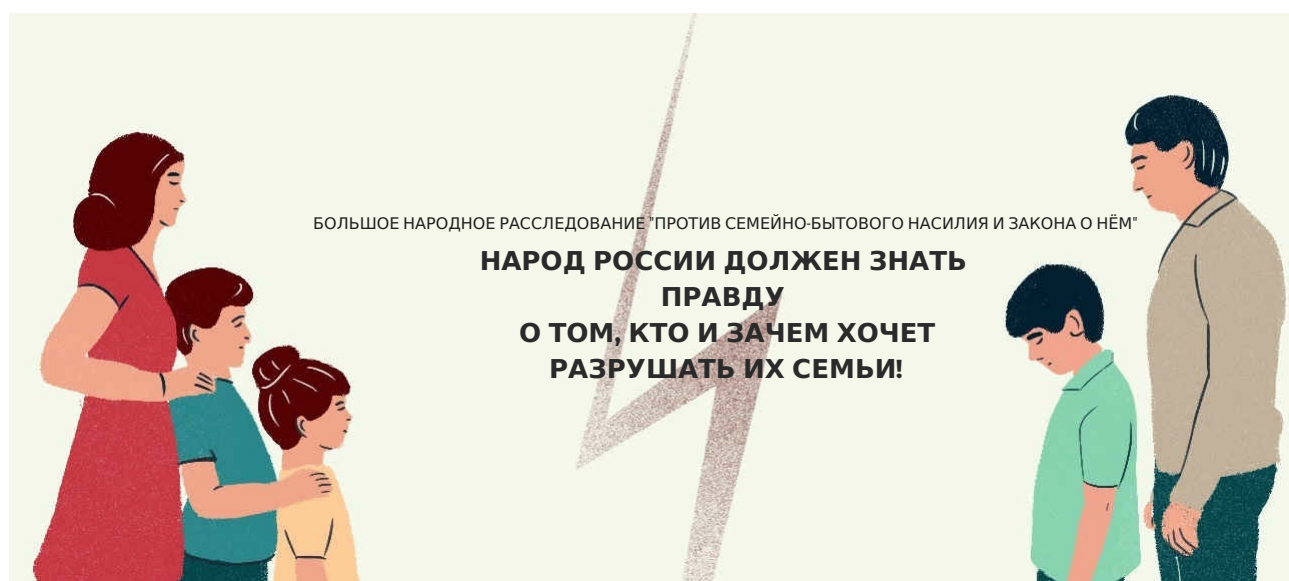 БОЛЬШОЕ НАРОДНОЕ РАССЛЕДОВАНИЕ "ПРОТИВ СЕМЕЙНО-БЫТОВОГО НАСИЛИЯ И ЗАКОНА О НЁМ"
НАРОД РОССИИ ДОЛЖЕН ЗНАТЬ
ПРАВДУ
О ТОМ, КТО И ЗАЧЕМ ХОЧЕТ
РАЗРУШАТЬ ИХ СЕМЬИ!